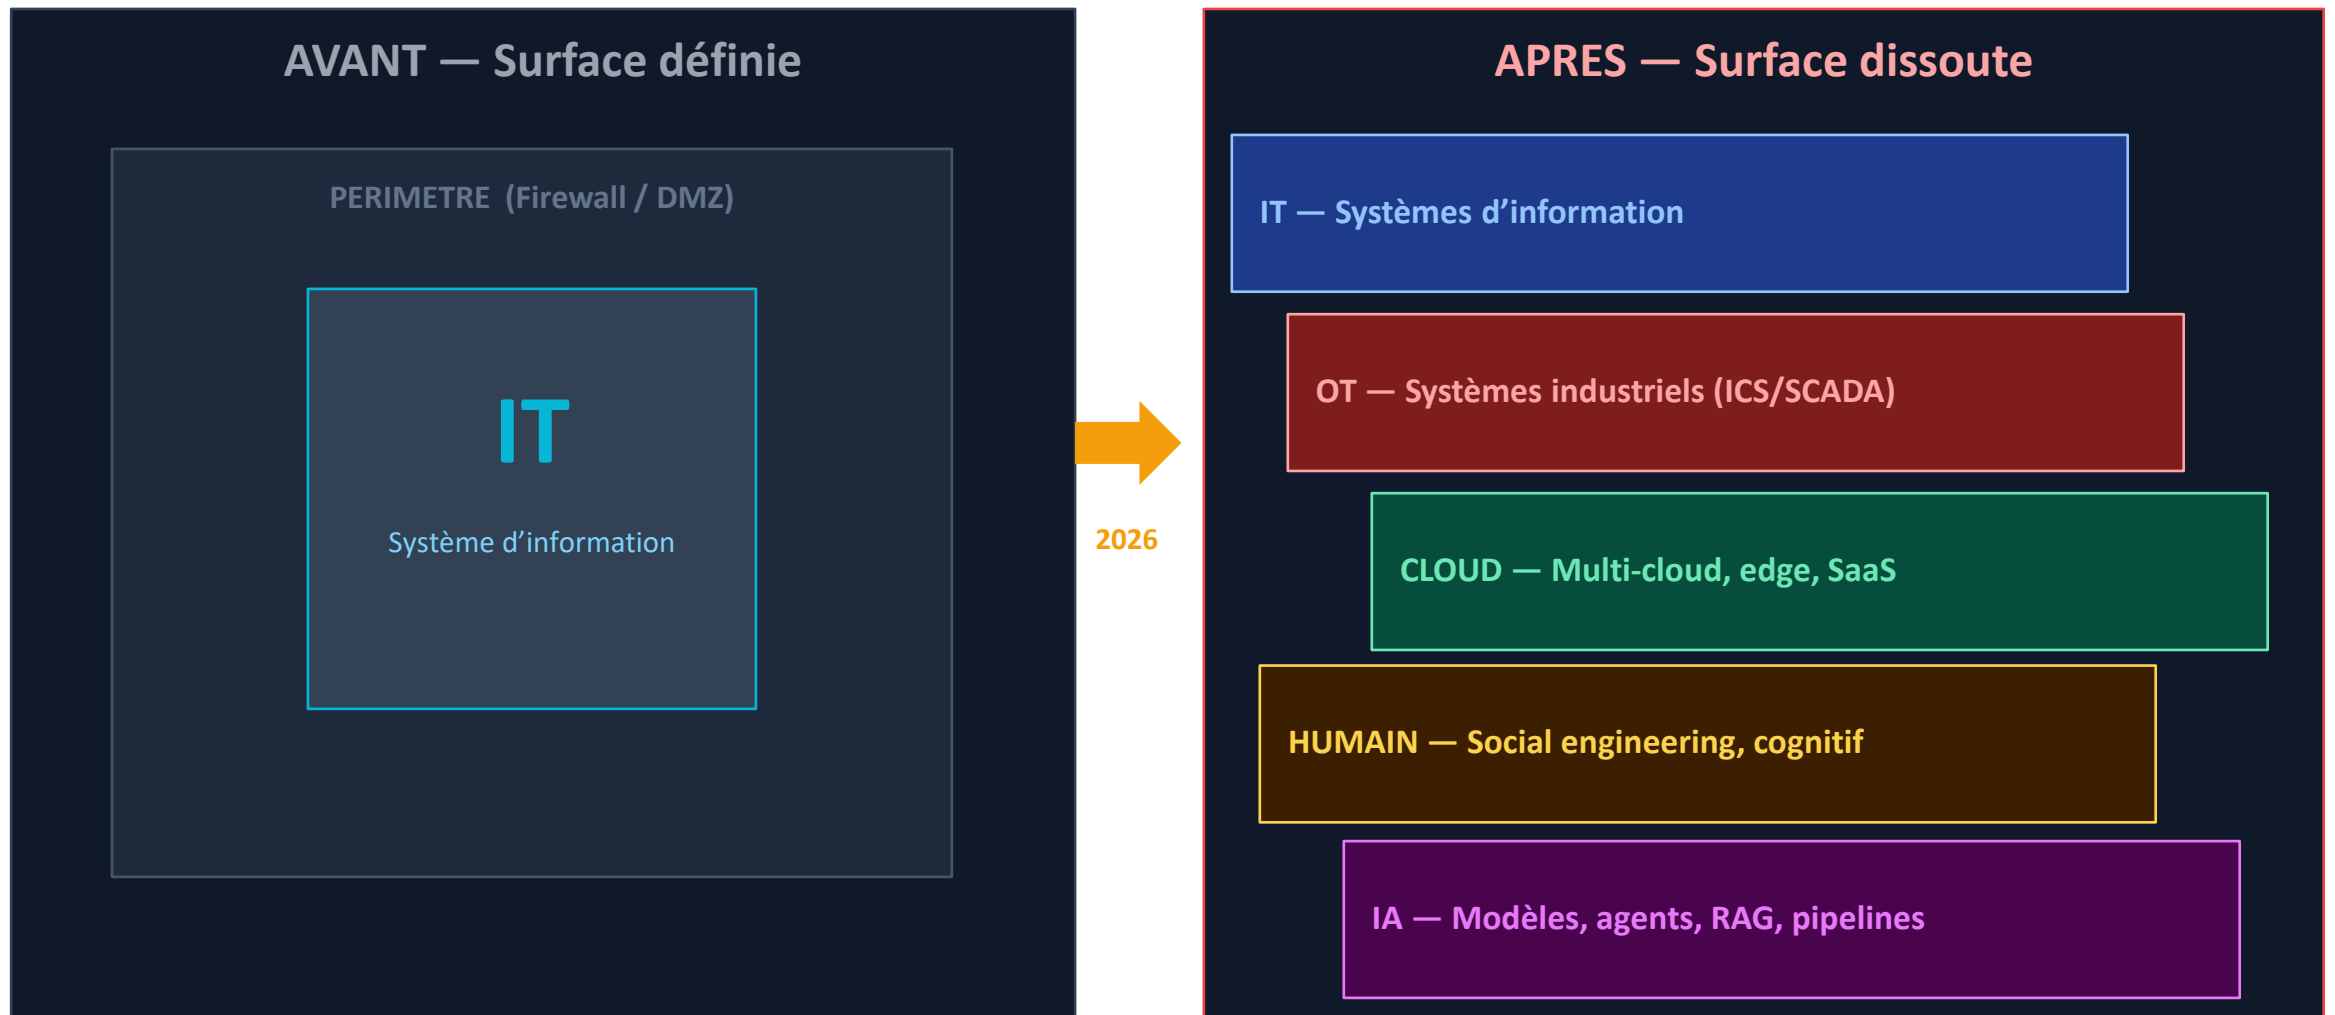 AVANT — Surface définie
PERIMETRE (Firewall / DMZ)
IT
Système d’information
2026
APRES — Surface dissoute
IT — Systèmes d’information
OT — Systèmes industriels (ICS/SCADA)
CLOUD — Multi-cloud, edge, SaaS
HUMAIN — Social engineering, cognitif
IA — Modèles, agents, RAG, pipelines